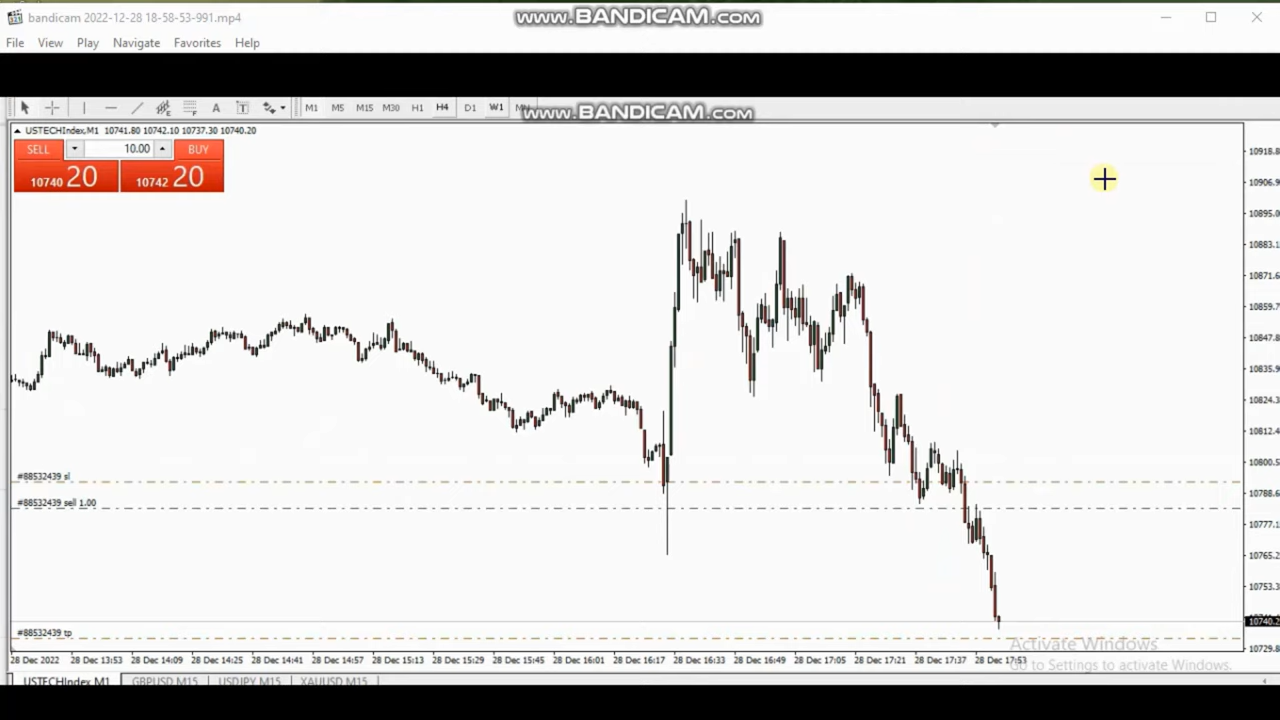 bandicam 2022-12-28 18-58-53-991.mp4
www.BANDICAM.com
File View Play Navigate Favorites Help
A T M1 M5 M15 M30 H1 H4 D1 W1
www.BANDICAM.com
USTECHIndex,M1 10741.80 10742.10 10737.30 10740.20
SELL 10.00 BUY
10740 20 10742 20
10918.8
10906.9
10895.0
10883.1
10871.6
10859.7
10847.8
10835.9
10824.3
10812.4
10800.5
#88532439 sl
10788.6
#88532439 sell 1.00
10777.1
10765.2
10753.3
10740.2
#88532439 tp
Activate Windows
10729.8
28 Dec 2022 28 Dec 13:53 28 Dec 14:09 28 Dec 14:25 28 Dec 14:41 28 Dec 14:57 28 Dec 15:13 28 Dec 15:29 28 Dec 15:45 28 Dec 16:01 28 Dec 16:17 28 Dec 16:33 28 Dec 16:49 28 Dec 17:05 28 Dec 17:21 28 Dec 17:37 28 Dec 17:53
Go to Settings to activate Windows.
USTECHIndex,M1 GBPUSD,M15 USDJPY,M15 XAUUSD,M15